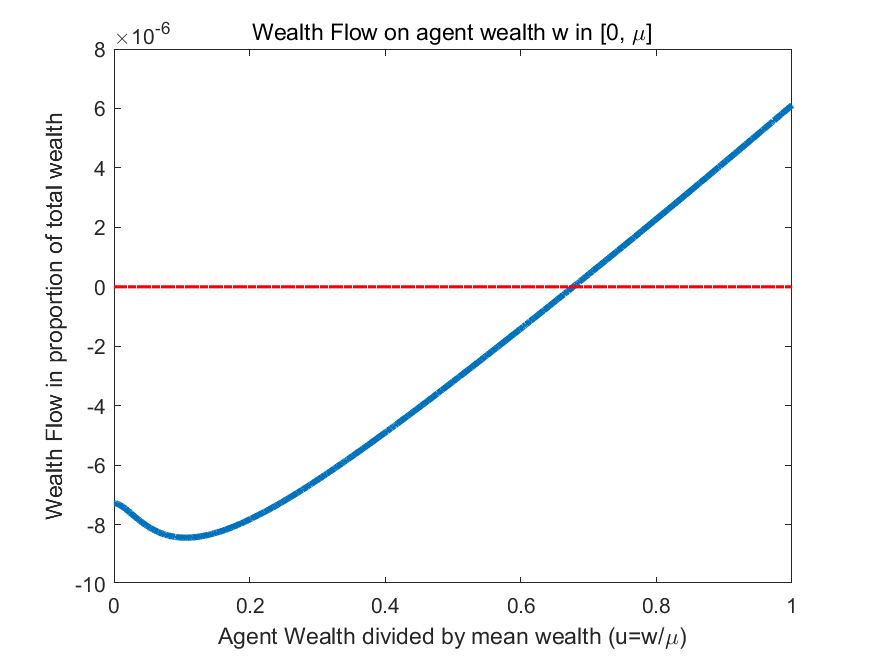 Wealth Flow on agent wealth w in [0, μ]
×10-6
8
6
4
2
0
-2
-4
-6
-8
-10
Wealth Flow in proportion of total wealth
0 0.2 0.4 0.6 0.8 1
Agent Wealth divided by mean wealth (u=w/μ)